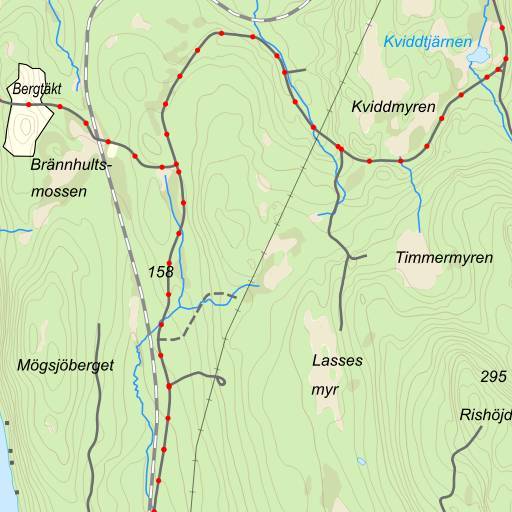 Kviddtjärnen
Bergtäkt
Kviddmyren
Brännhults-
mossen
Timmermyren
158
Mögsjöberget
Lasses
myr
295
Rishöjd